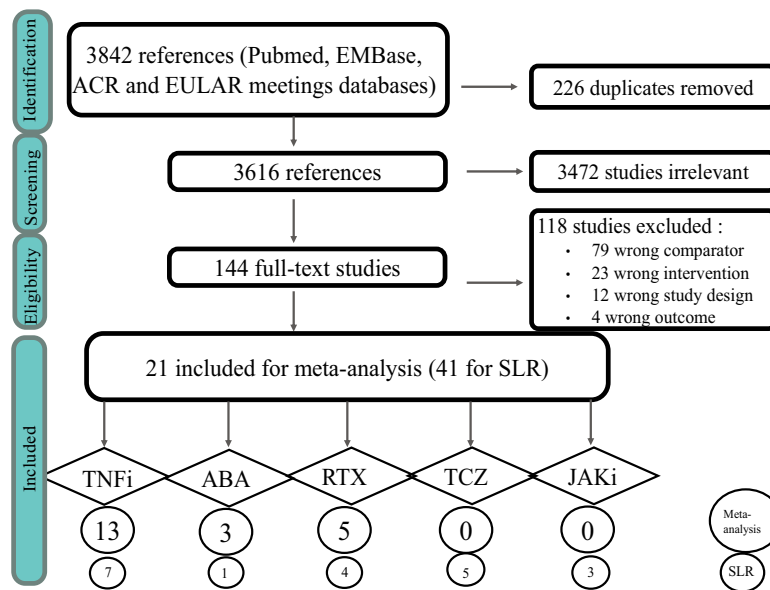 Identification
3842 references (Pubmed, EMBase,
ACR and EULAR meetings databases)
226 duplicates removed
Screening
3616 references
3472 studies irrelevant
Eligibility
144 full-text studies
118 studies excluded :
• 79 wrong comparator
• 23 wrong intervention
• 12 wrong study design
• 4 wrong outcome
Included
21 included for meta-analysis (41 for SLR)
TNFi ABA RTX TCZ JAKi
13 3 5 0 0
Meta-
analysis
7 1 4 5 3 SLR